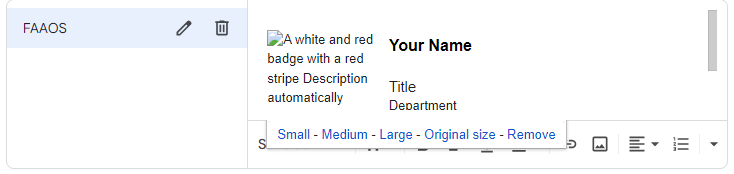 FAAOS
A white and red
badge with a red
stripe Description
automatically
Your Name
Title
Department
Small - Medium - Large - Original size - Remove